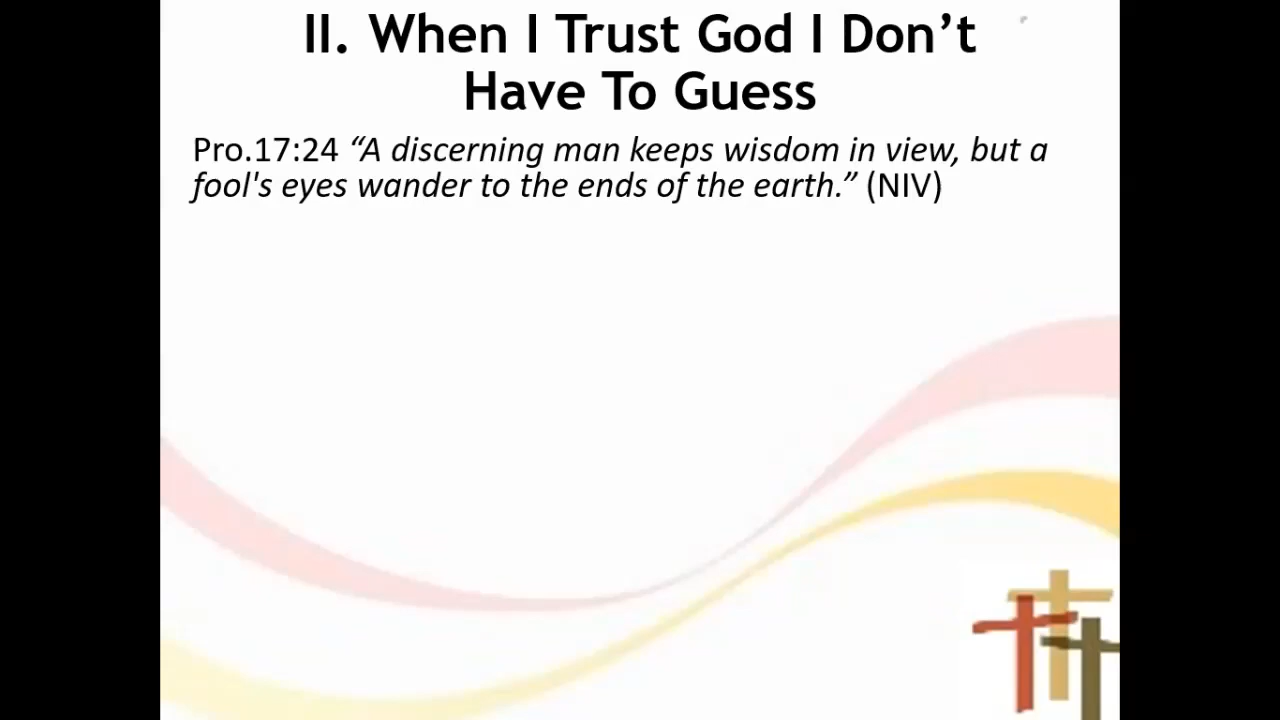 II. When I Trust God I Don’t
Have To Guess
Pro.17:24 “A discerning man keeps wisdom in view, but a
fool's eyes wander to the ends of the earth.” (NIV)